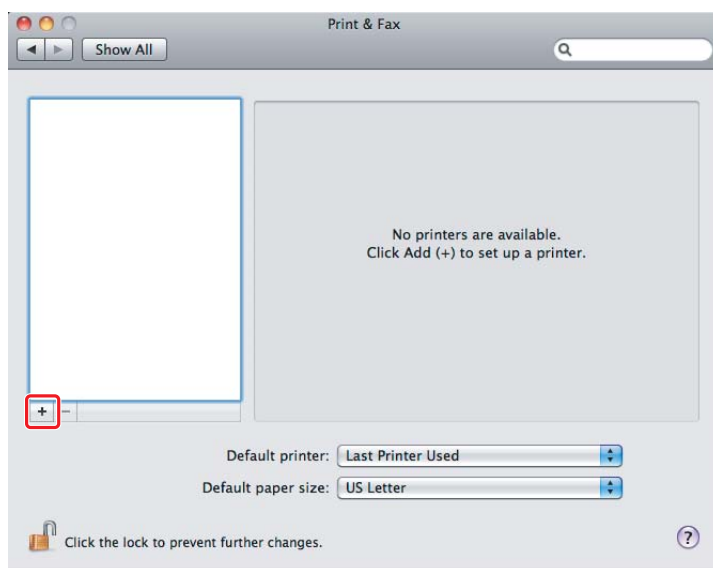 Print & Fax
Show All
No printers are available.
Click Add (+) to set up a printer.
+ −
Default printer: Last Printer Used
Default paper size: US Letter
Click the lock to prevent further changes.
?